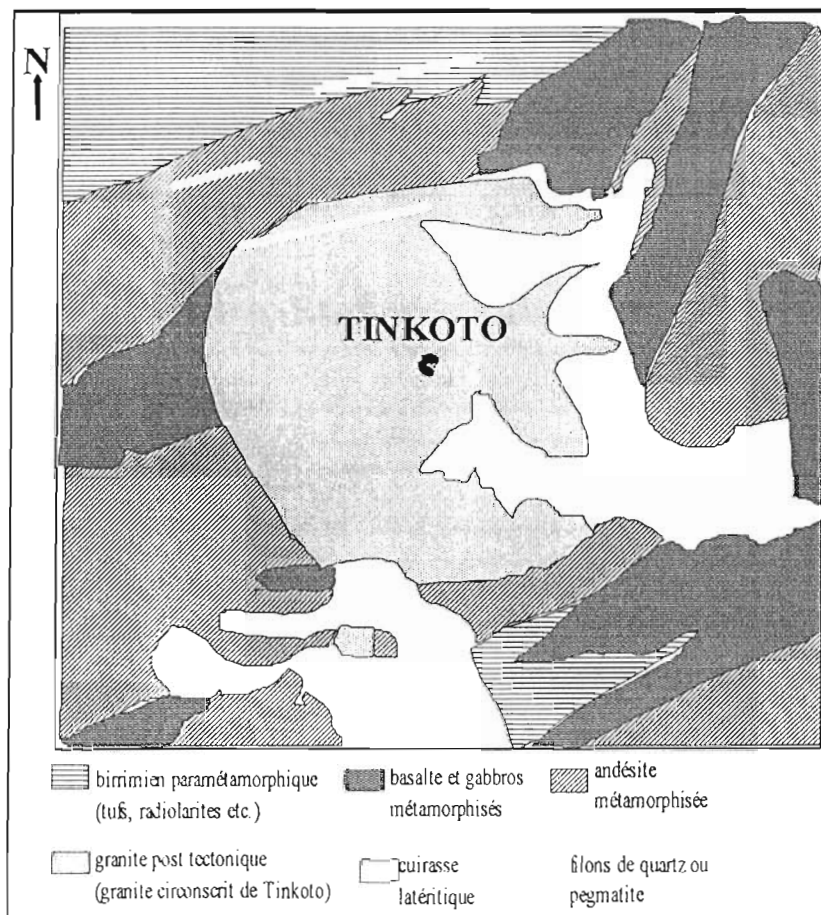 N
TINKOTO
birrimien paramétamorphique
(tufs, radiolarites etc.)
basalte et gabbros
métamorphisés
andésite
métamorphisée
granite post tectonique
(granite circonscrit de Tinkoto)
cuirasse
latéritique
filons de quartz ou
pegmatite